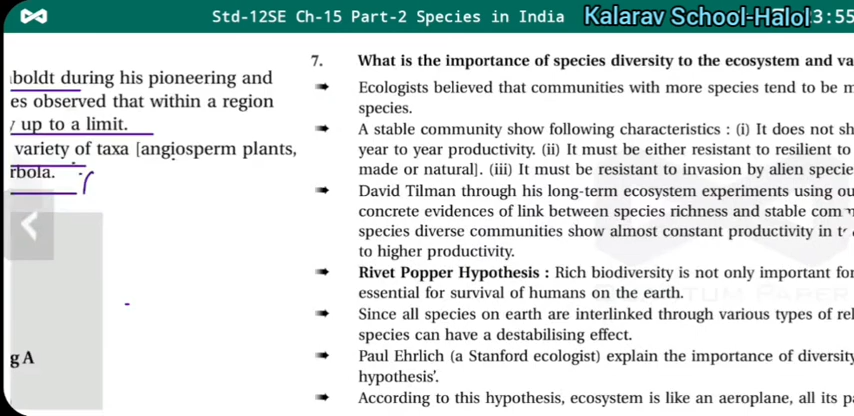 Std-12SE Ch-15 Part-2 Species in India
Kalarav School-Halol
3:55
boldt during his pioneering and
es observed that within a region
up to a limit.
variety of taxa [angiosperm plants,
rbola.
g A
7. What is the importance of species diversity to the ecosystem and va
Ecologists believed that communities with more species tend to be m
species.
A stable community show following characteristics : (i) It does not sh
year to year productivity. (ii) It must be either resistant to resilient to
made or natural]. (iii) It must be resistant to invasion by alien specie
David Tilman through his long-term ecosystem experiments using ou
concrete evidences of link between species richness and stable com
species diverse communities show almost constant productivity in t
to higher productivity.
Rivet Popper Hypothesis : Rich biodiversity is not only important for
essential for survival of humans on the earth.
Since all species on earth are interlinked through various types of rel
species can have a destabilising effect.
Paul Ehrlich (a Stanford ecologist) explain the importance of diversity
hypothesis'.
According to this hypothesis, ecosystem is like an aeroplane, all its pa